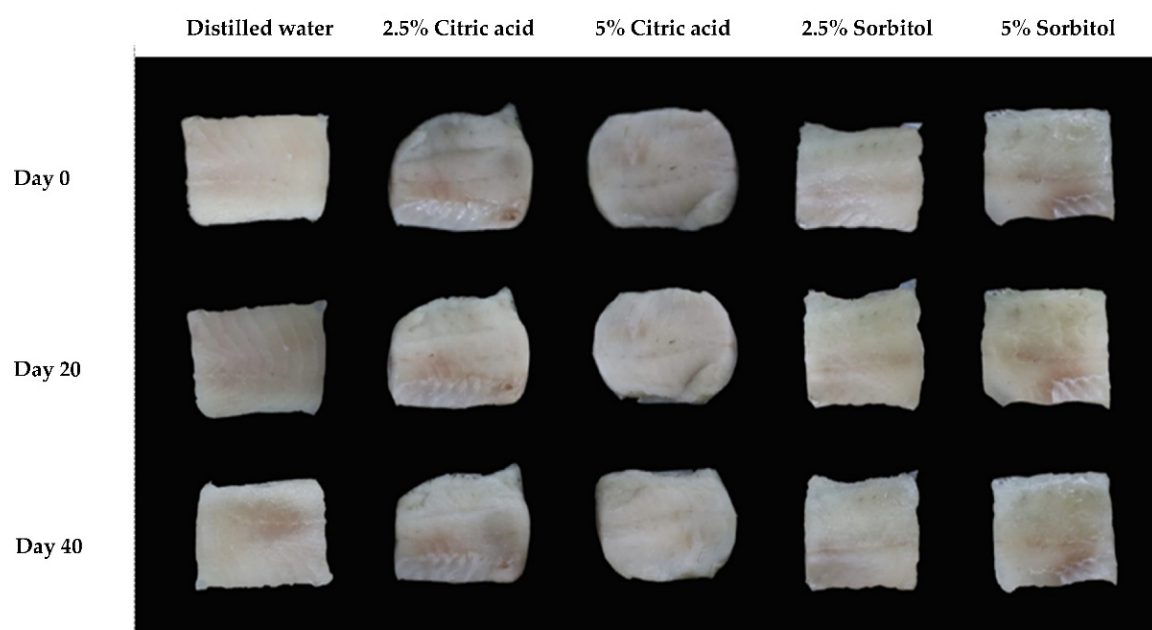 Distilled water 2.5% Citric acid 5% Citric acid 2.5% Sorbitol 5% Sorbitol
Day 0
Day 20
Day 40